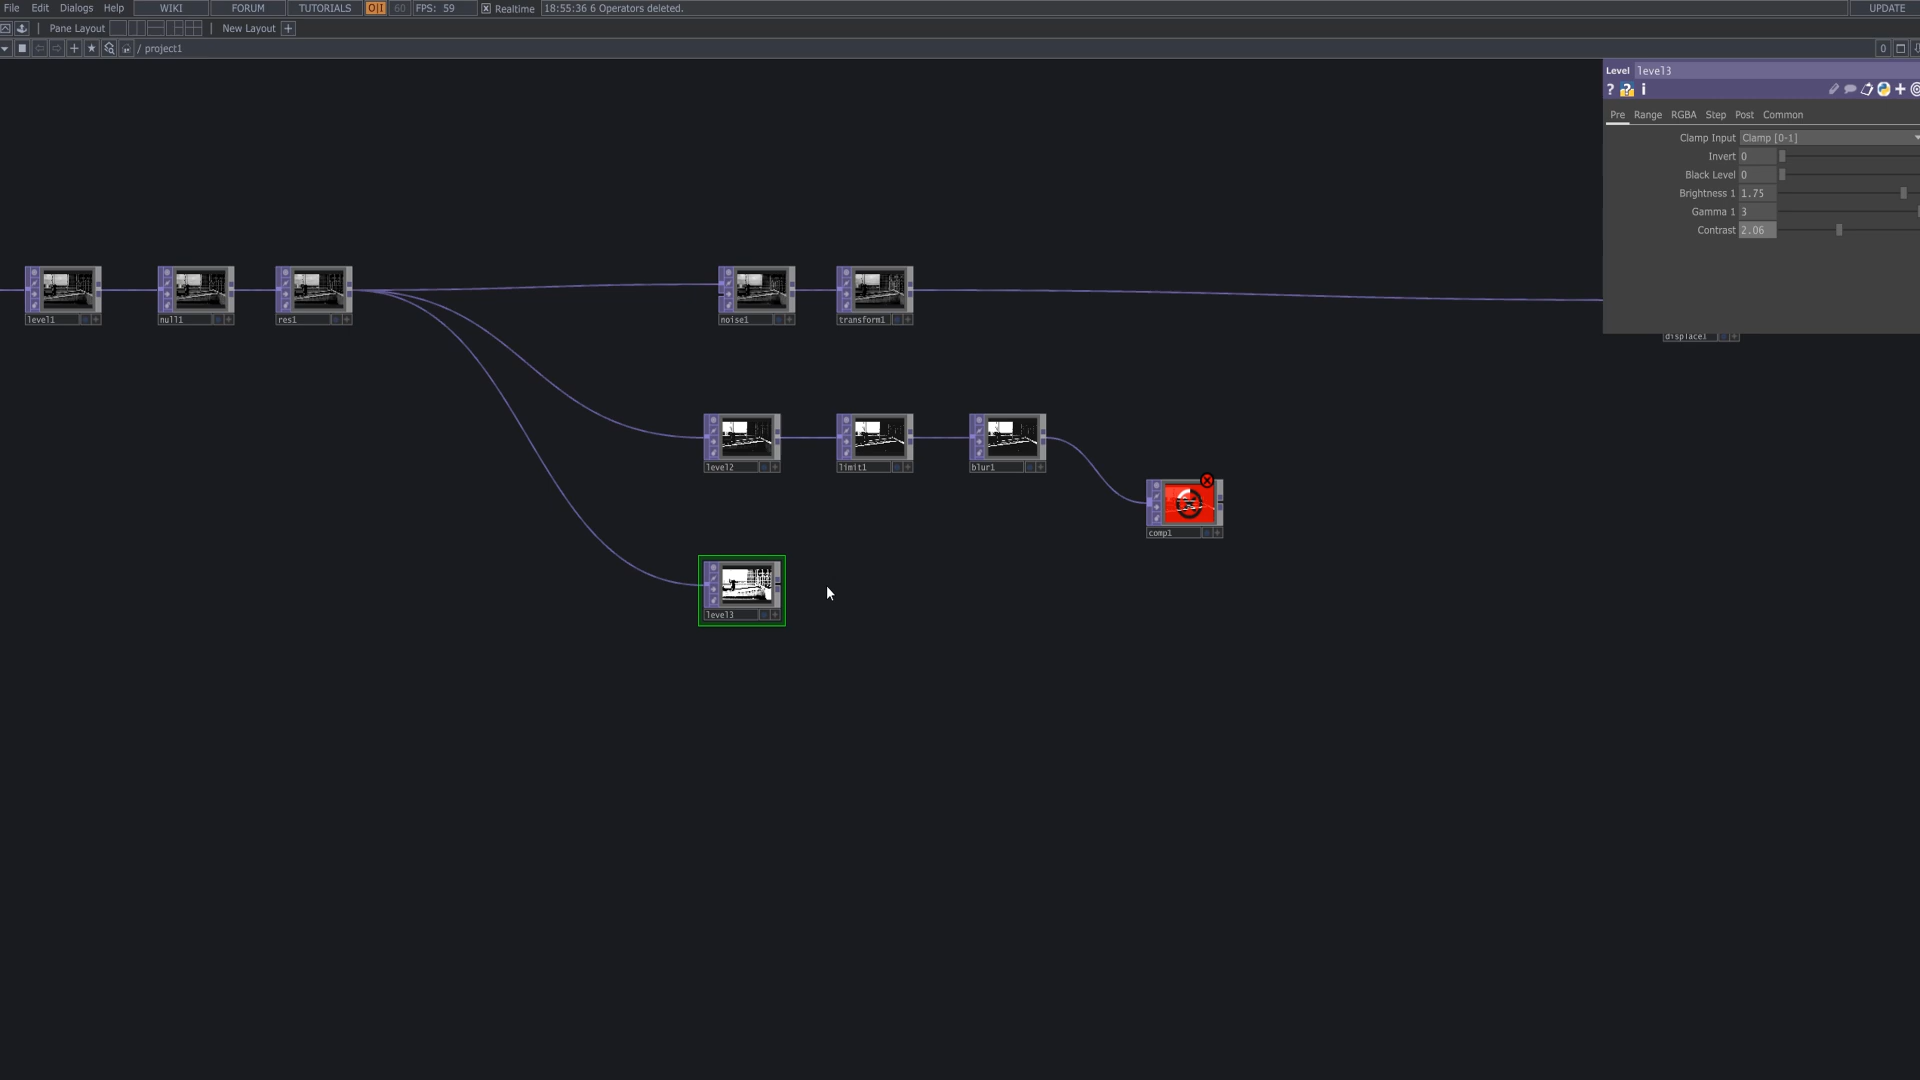 File Edit Dialogs Help WIKI FORUM TUTORIALS O|I 60 FPS: 59 Realtime 18:55:36 6 Operators deleted. UPDATE
Pane Layout New Layout +
/ project1 0
Level level3
? ? i
Pre Range RGBA Step Post Common
Clamp Input Clamp [0-1]
Invert 0
Black Level 0
Brightness 1 1.75
Gamma 1 3
Contrast 2.06
level1 null1 res1 noise1 transform1
displace1
level2 limit1 blur1
comp1
level3